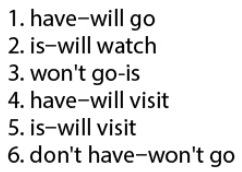 1. have–will go
2. is–will watch
3. won't go-is
4. have–will visit
5. is–will visit
6. don't have–won't go